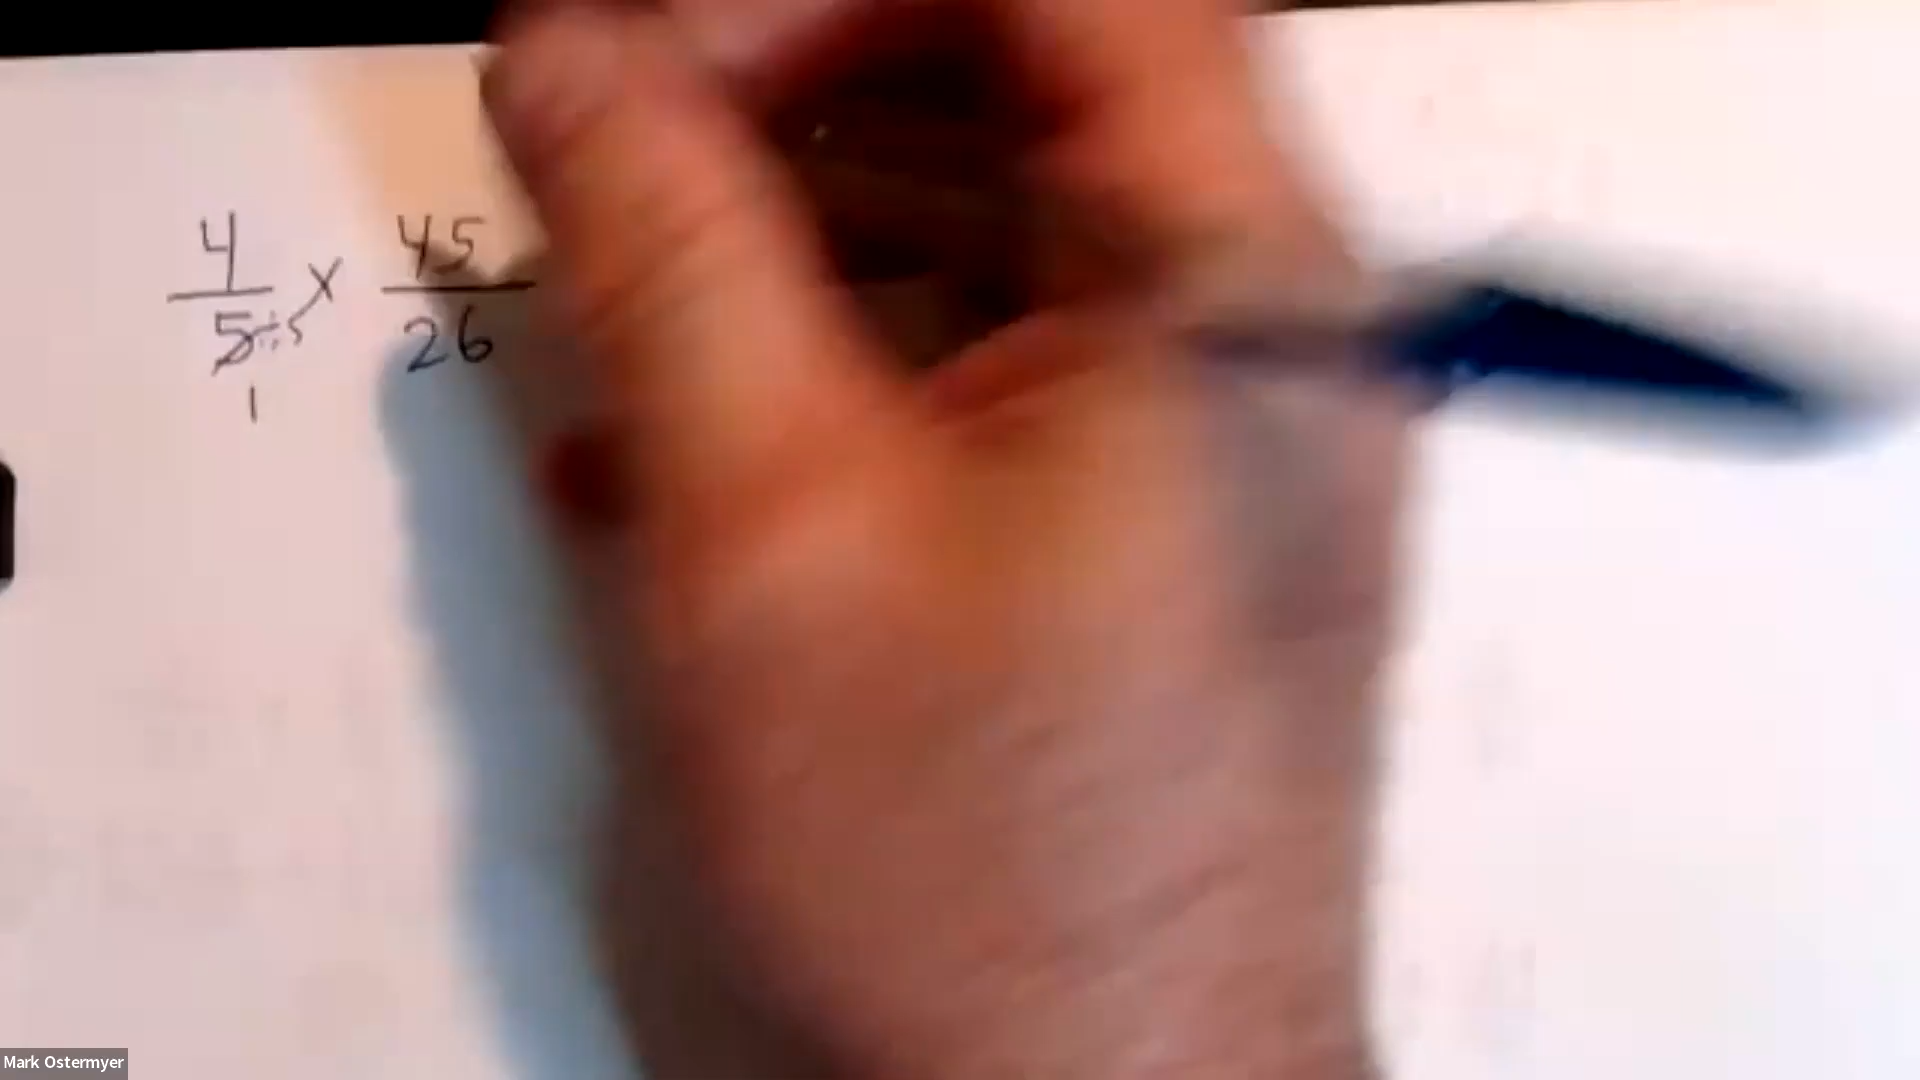 4 45
— × —
5÷5 26
1
Mark Ostermyer